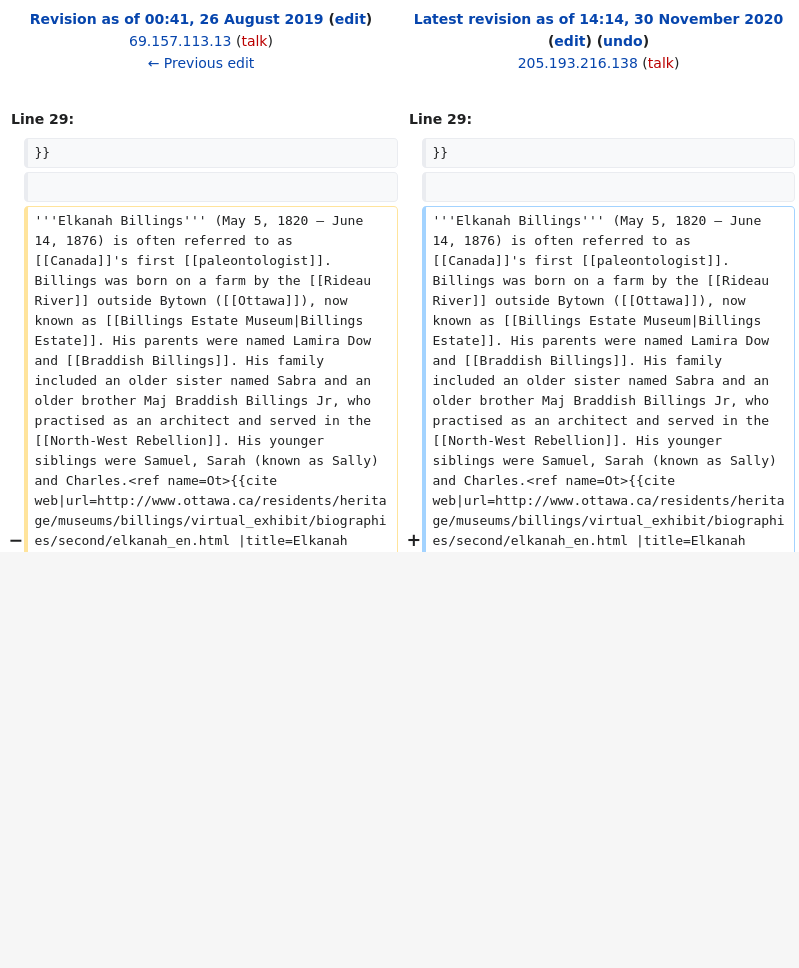 Revision as of 00:41, 26 August 2019 (edit)
69.157.113.13 (talk)
← Previous edit
Line 29:
}}
'''Elkanah Billings''' (May 5, 1820 – June
14, 1876) is often referred to as
[[Canada]]'s first [[paleontologist]].
Billings was born on a farm by the [[Rideau
River]] outside Bytown ([[Ottawa]]), now
known as [[Billings Estate Museum|Billings
Estate]]. His parents were named Lamira Dow
and [[Braddish Billings]]. His family
included an older sister named Sabra and an
older brother Maj Braddish Billings Jr, who
practised as an architect and served in the
[[North-West Rebellion]]. His younger
siblings were Samuel, Sarah (known as Sally)
and Charles.<ref name=Ot>{{cite
web|url=http://www.ottawa.ca/residents/herita
ge/museums/billings/virtual_exhibit/biographi
− es/second/elkanah_en.html |title=Elkanah
Latest revision as of 14:14, 30 November 2020
(edit) (undo)
205.193.216.138 (talk)
Line 29:
}}
'''Elkanah Billings''' (May 5, 1820 – June
14, 1876) is often referred to as
[[Canada]]'s first [[paleontologist]].
Billings was born on a farm by the [[Rideau
River]] outside Bytown ([[Ottawa]]), now
known as [[Billings Estate Museum|Billings
Estate]]. His parents were named Lamira Dow
and [[Braddish Billings]]. His family
included an older sister named Sabra and an
older brother Maj Braddish Billings Jr, who
practised as an architect and served in the
[[North-West Rebellion]]. His younger
siblings were Samuel, Sarah (known as Sally)
and Charles.<ref name=Ot>{{cite
web|url=http://www.ottawa.ca/residents/herita
ge/museums/billings/virtual_exhibit/biographi
+ es/second/elkanah_en.html |title=Elkanah